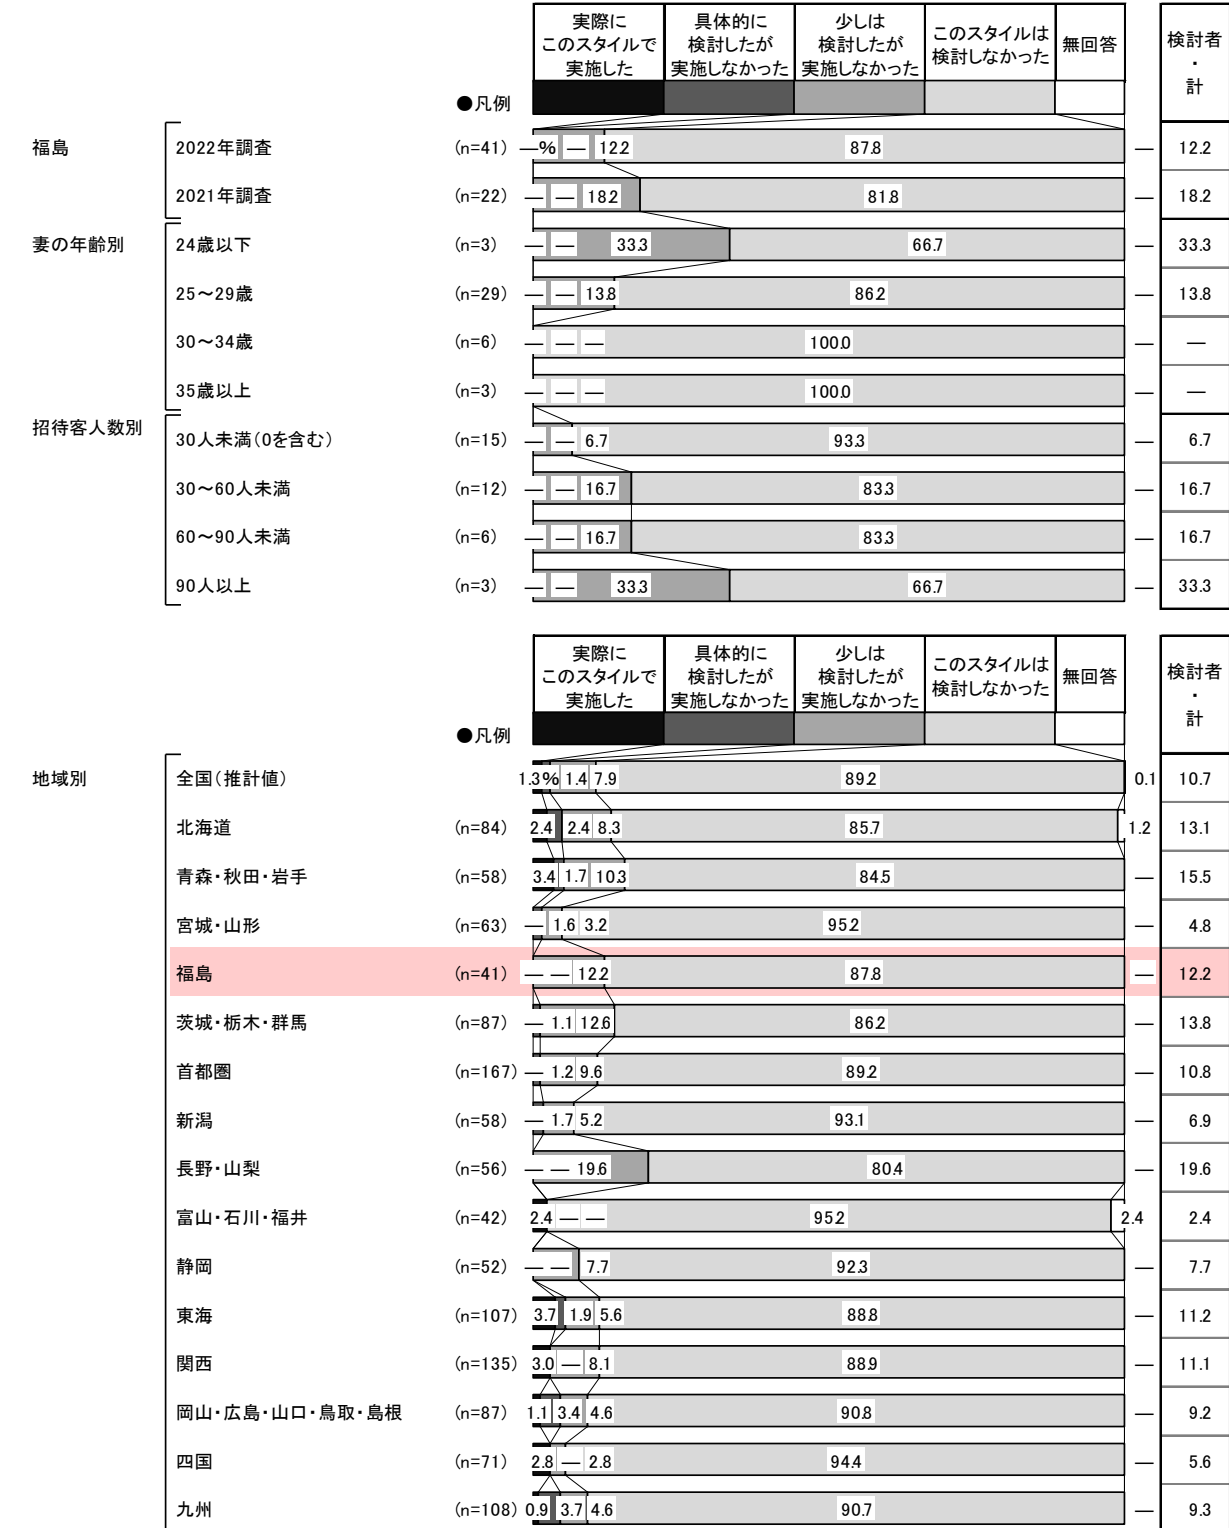 実際に
このスタイルで
実施した
具体的に
検討したが
実施しなかった
少しは
検討したが
実施しなかった
このスタイルは
検討しなかった
無回答
検討者
・
計
●凡例
福島 2022年調査 (n=41) ―% ― 12.2 87.8 ― 12.2
2021年調査 (n=22) ― ― 18.2 81.8 ― 18.2
妻の年齢別 24歳以下 (n=3) ― ― 33.3 66.7 ― 33.3
25～29歳 (n=29) ― ― 13.8 86.2 ― 13.8
30～34歳 (n=6) ― ― ― 100.0 ― ―
35歳以上 (n=3) ― ― ― 100.0 ― ―
招待客人数別 30人未満(0を含む) (n=15) ― ― 6.7 93.3 ― 6.7
30～60人未満 (n=12) ― ― 16.7 83.3 ― 16.7
60～90人未満 (n=6) ― ― 16.7 83.3 ― 16.7
90人以上 (n=3) ― ― 33.3 66.7 ― 33.3
実際に
このスタイルで
実施した
具体的に
検討したが
実施しなかった
少しは
検討したが
実施しなかった
このスタイルは
検討しなかった
無回答
検討者
・
計
●凡例
地域別 全国(推計値) 1.3% 1.4 7.9 89.2 0.1 10.7
北海道 (n=84) 2.4 2.4 8.3 85.7 1.2 13.1
青森・秋田・岩手 (n=58) 3.4 1.7 10.3 84.5 ― 15.5
宮城・山形 (n=63) ― 1.6 3.2 95.2 ― 4.8
福島 (n=41) ― ― 12.2 87.8 ― 12.2
茨城・栃木・群馬 (n=87) ― 1.1 12.6 86.2 ― 13.8
首都圏 (n=167) ― 1.2 9.6 89.2 ― 10.8
新潟 (n=58) ― 1.7 5.2 93.1 ― 6.9
長野・山梨 (n=56) ― ― 19.6 80.4 ― 19.6
富山・石川・福井 (n=42) 2.4 ― ― 95.2 2.4 2.4
静岡 (n=52) ― ― 7.7 92.3 ― 7.7
東海 (n=107) 3.7 1.9 5.6 88.8 ― 11.2
関西 (n=135) 3.0 ― 8.1 88.9 ― 11.1
岡山・広島・山口・鳥取・島根 (n=87) 1.1 3.4 4.6 90.8 ― 9.2
四国 (n=71) 2.8 ― 2.8 94.4 ― 5.6
九州 (n=108) 0.9 3.7 4.6 90.7 ― 9.3